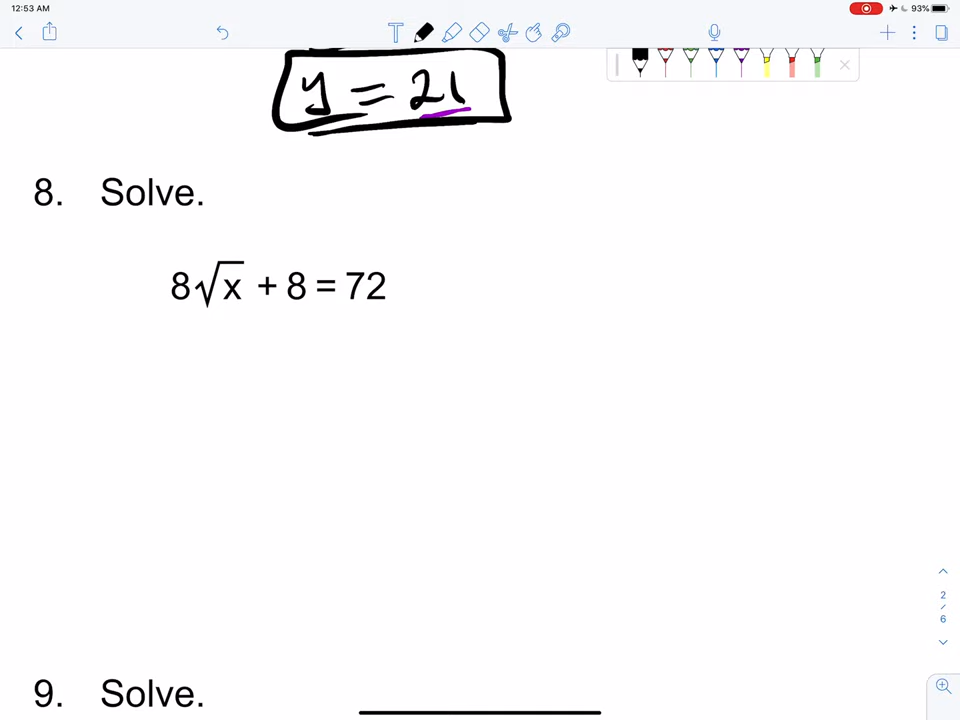 12:53 AM
93%
y = 21
8. Solve.
8√x + 8 = 72
2
/
6
9. Solve.